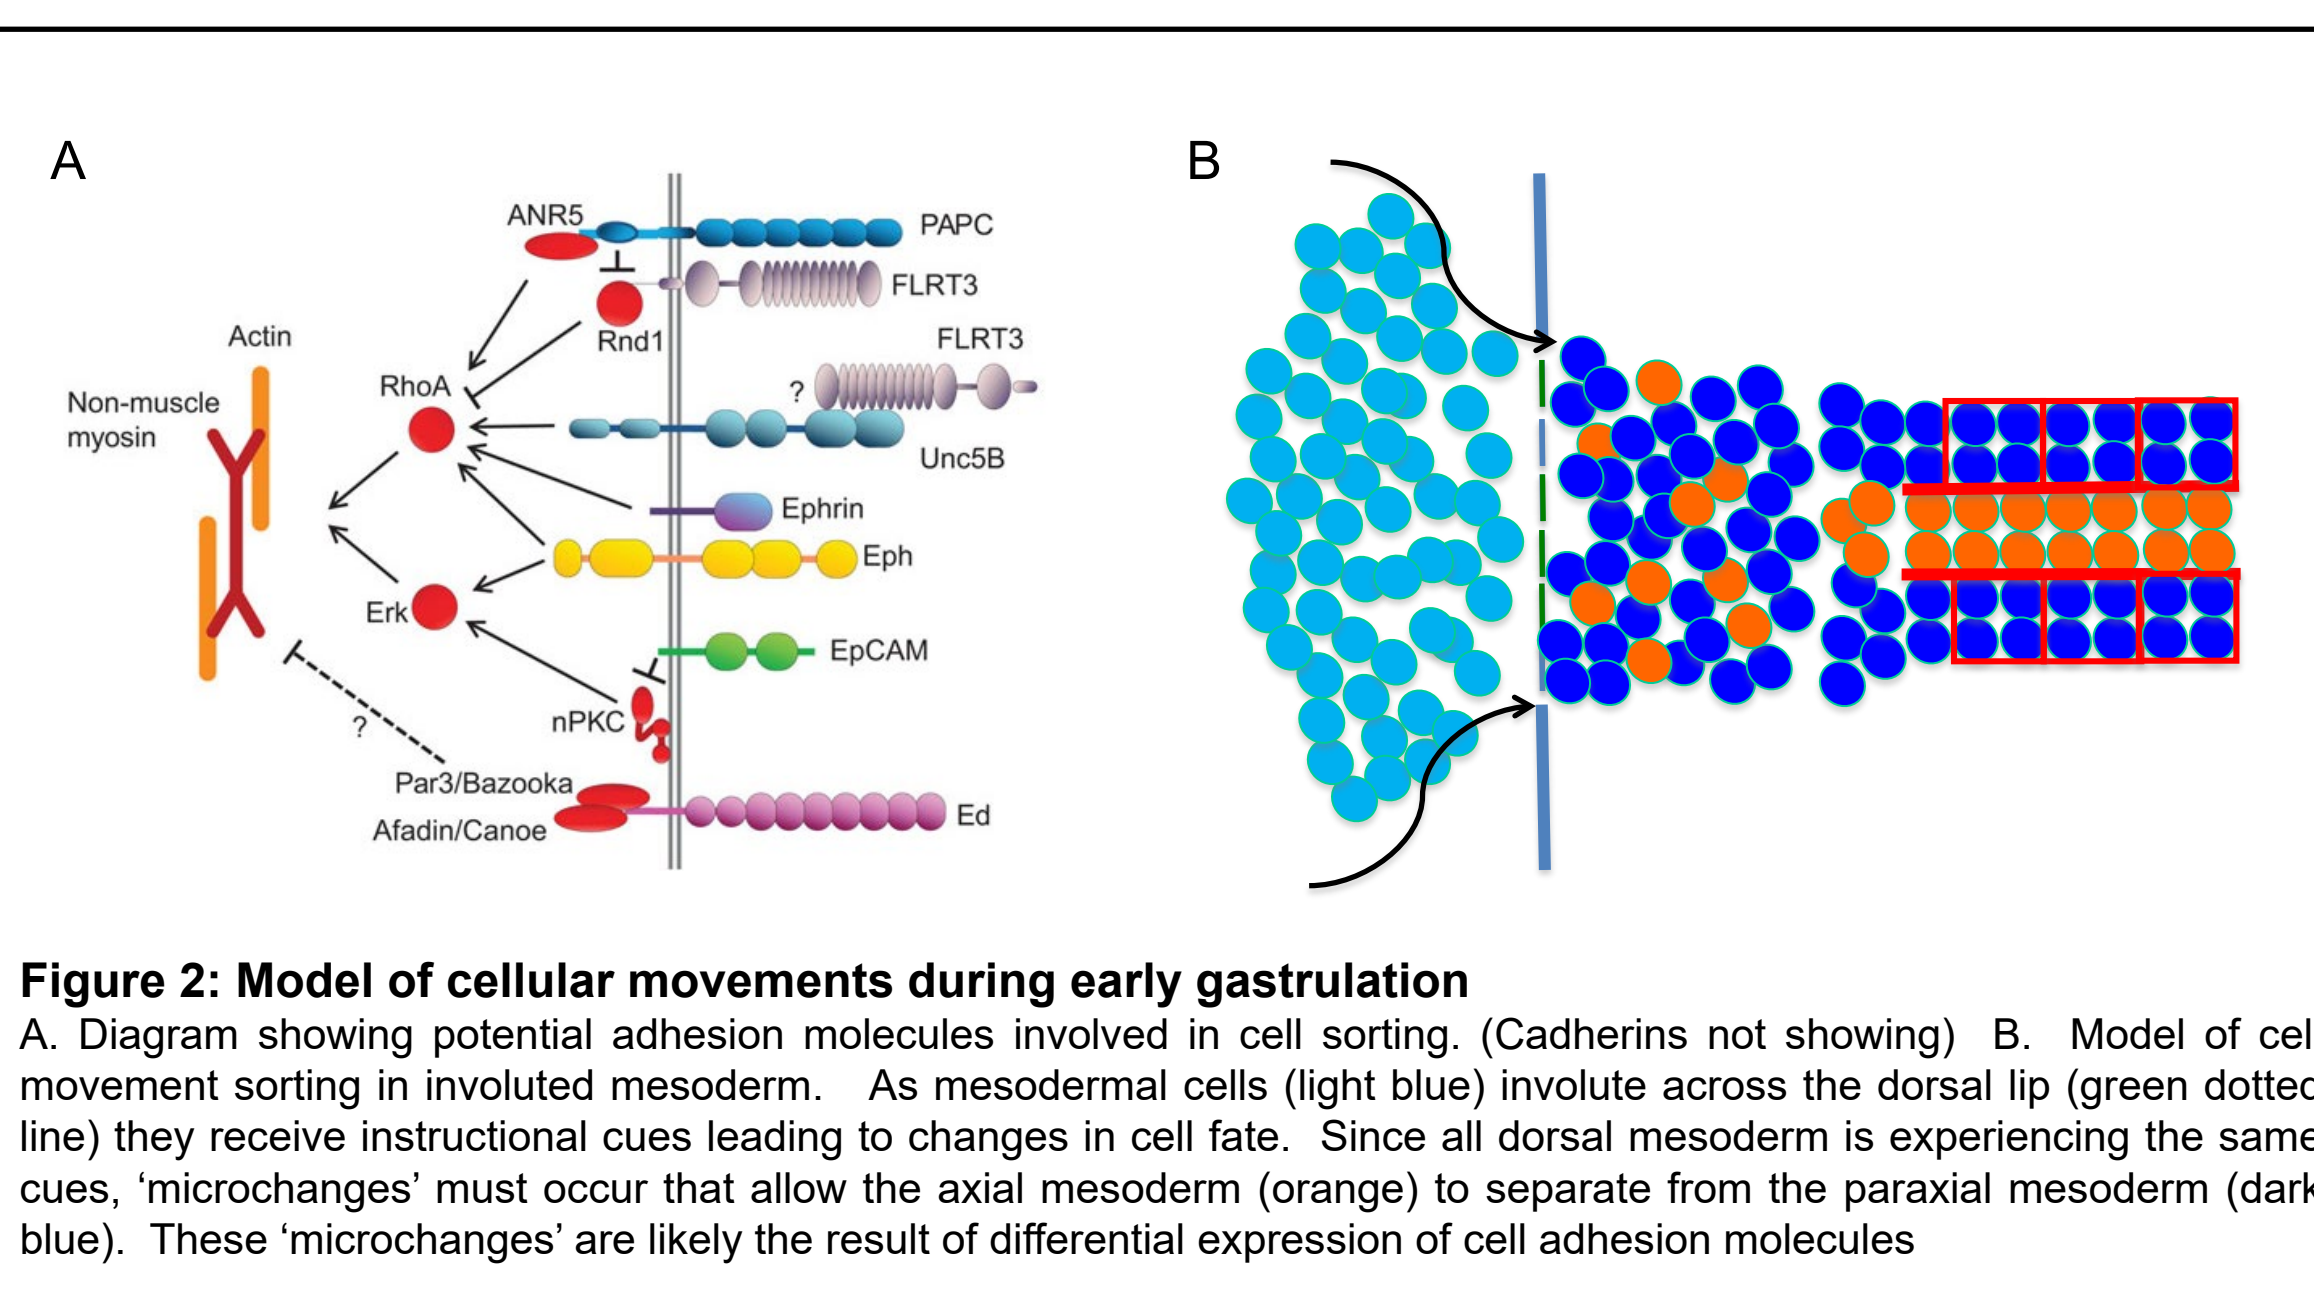 A
B
ANR5
PAPC
FLRT3
Rnd1
FLRT3
Actin
?
RhoA
Non-muscle
myosin
Unc5B
Ephrin
Eph
Erk
EpCAM
nPKC
?
Par3/Bazooka
Ed
Afadin/Canoe
Figure 2: Model of cellular movements during early gastrulation
A. Diagram showing potential adhesion molecules involved in cell sorting. (Cadherins not showing) B. Model of cel
movement sorting in involuted mesoderm. As mesodermal cells (light blue) involute across the dorsal lip (green dotted
line) they receive instructional cues leading to changes in cell fate. Since all dorsal mesoderm is experiencing the same
cues, ‘microchanges’ must occur that allow the axial mesoderm (orange) to separate from the paraxial mesoderm (dark
blue). These ‘microchanges’ are likely the result of differential expression of cell adhesion molecules